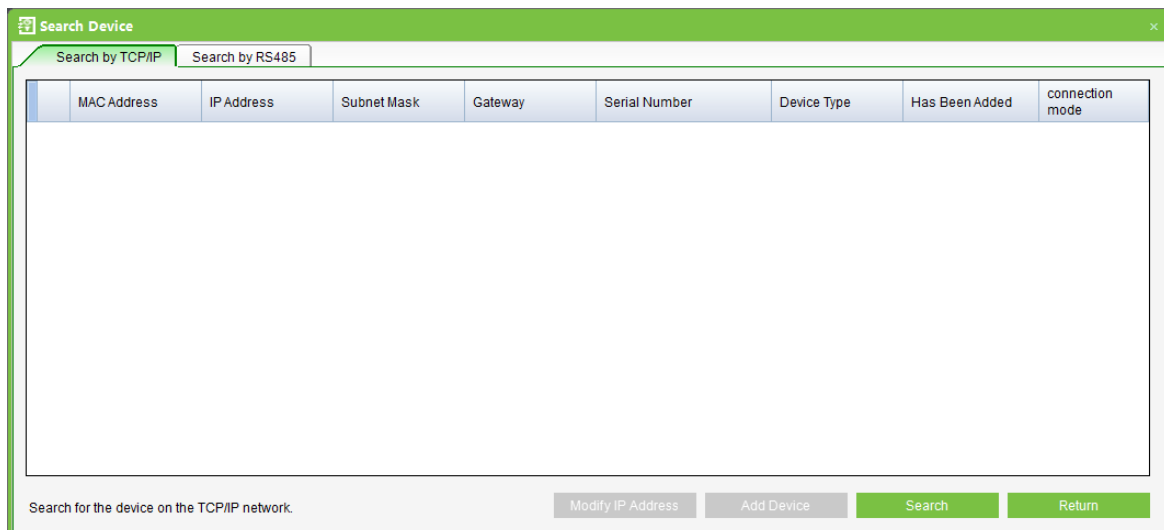 Search Device
Search by TCP/IP Search by RS485
MAC Address IP Address Subnet Mask Gateway Serial Number Device Type Has Been Added connection
mode
Search for the device on the TCP/IP network. Modify IP Address Add Device Search Return